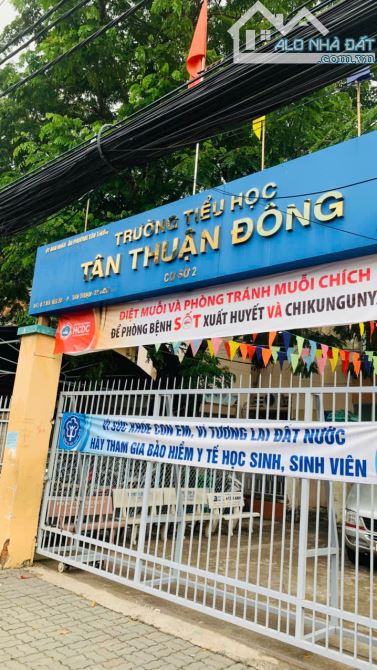 ALO NHÀ ĐẤT
.com.vn
TRƯỜNG TIỂU HỌC
TÂN THUẬN ĐÔNG
CƠ SỞ 2
HCDC
DIỆT MUỖI VÀ PHÒNG TRÁNH MUỖI CHÍCH
ĐỂ PHÒNG BỆNH SỐT XUẤT HUYẾT VÀ CHIKUNGUNYA
VÌ SỨC KHỎE CON EM, VÌ TƯƠNG LAI ĐẤT NƯỚC
HÃY THAM GIA BẢO HIỂM Y TẾ HỌC SINH, SINH VIÊN